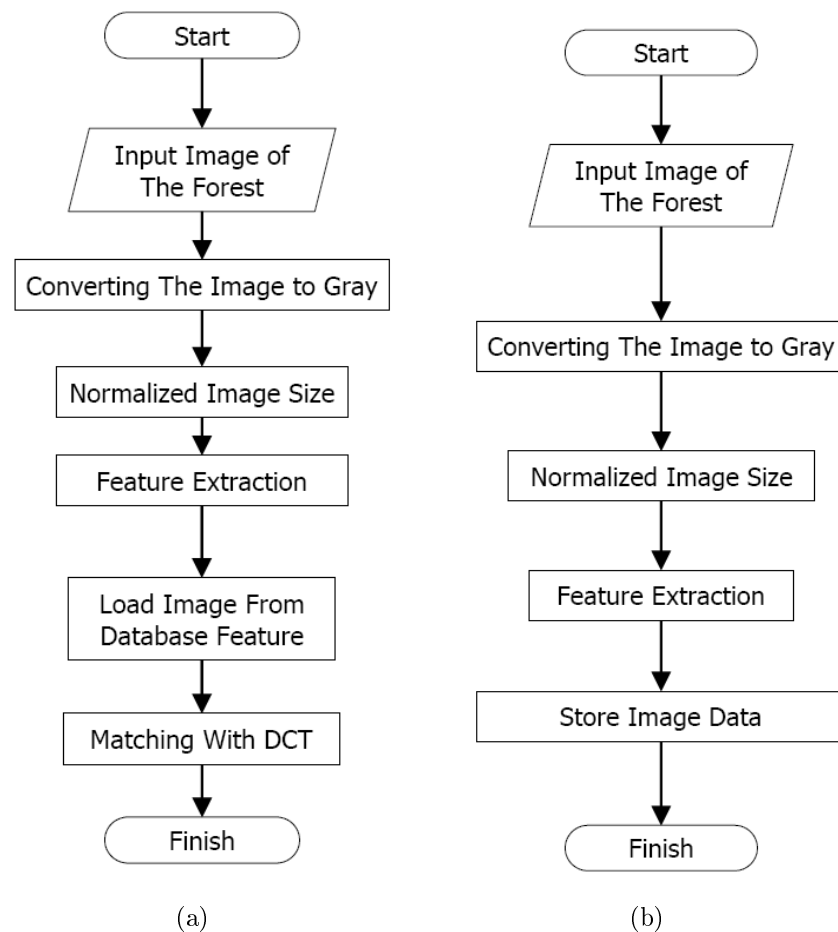 Start
Input Image of
The Forest
Converting The Image to Gray
Normalized Image Size
Feature Extraction
Load Image From
Database Feature
Matching With DCT
Finish
(a)
Start
Input Image of
The Forest
Converting The Image to Gray
Normalized Image Size
Feature Extraction
Store Image Data
Finish
(b)